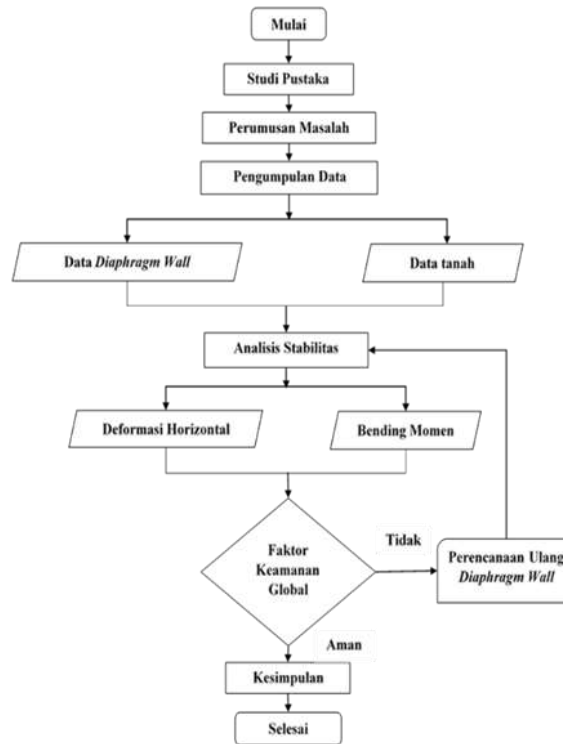 Mulai
Studi Pustaka
Perumusan Masalah
Pengumpulan Data
Data Diaphragm Wall
Data tanah
Analisis Stabilitas
Deformasi Horizontal
Bending Momen
Faktor
Keamanan
Global
Tidak
Perencanaan Ulang
Diaphragm Wall
Aman
Kesimpulan
Selesai